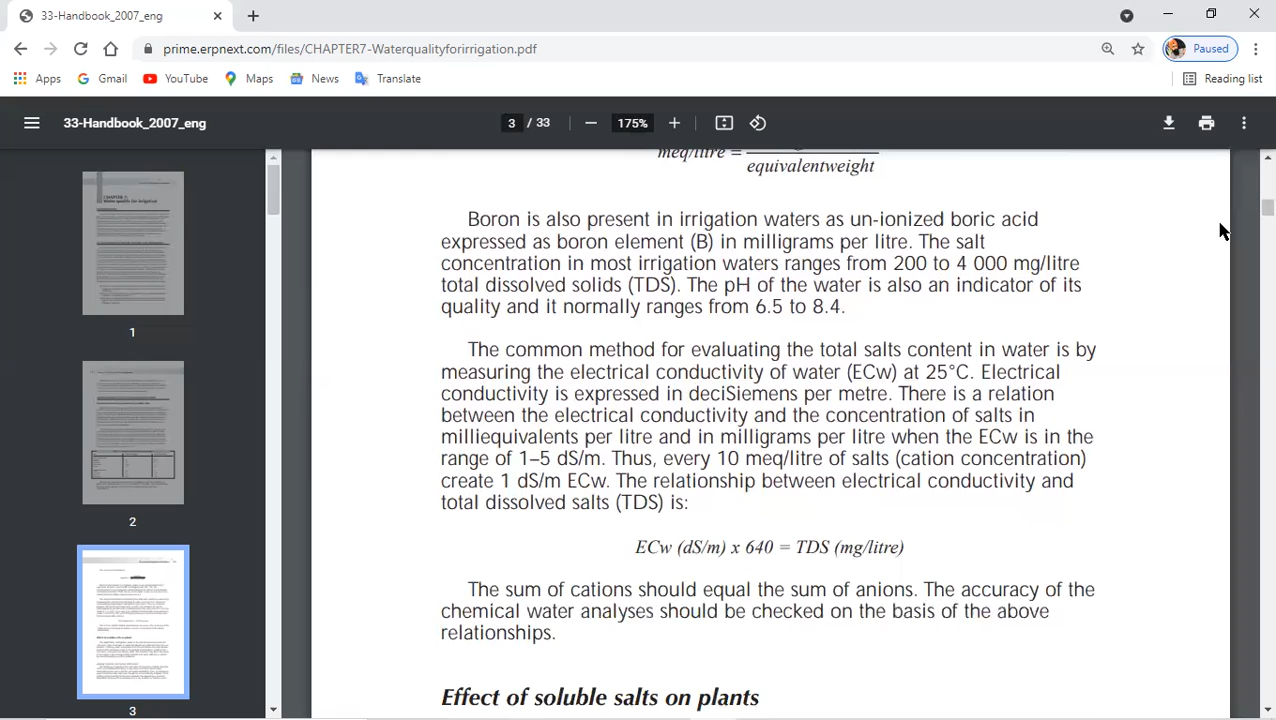 33-Handbook_2007_eng
prime.erpnext.com/files/CHAPTER7-Waterqualityforirrigation.pdf
Paused
Apps Gmail YouTube Maps News Translate Reading list
33-Handbook_2007_eng 3 / 33 175%
meq/litre =
equivalentweight
Boron is also present in irrigation waters as un-ionized boric acid
expressed as boron element (B) in milligrams per litre. The salt
concentration in most irrigation waters ranges from 200 to 4 000 mg/litre
total dissolved solids (TDS). The pH of the water is also an indicator of its
quality and it normally ranges from 6.5 to 8.4.
The common method for evaluating the total salts content in water is by
measuring the electrical conductivity of water (ECw) at 25°C. Electrical
conductivity is expressed in deciSiemens per metre. There is a relation
between the electrical conductivity and the concentration of salts in
milliequivalents per litre and in milligrams per litre when the ECw is in the
range of 1–5 dS/m. Thus, every 10 meq/litre of salts (cation concentration)
create 1 dS/m ECw. The relationship between electrical conductivity and
total dissolved salts (TDS) is:
ECw (dS/m) x 640 = TDS (mg/litre)
The sum of cations should equal the sum of anions. The accuracy of the
chemical water analyses should be checked on the basis of the above
relationships.
Effect of soluble salts on plants
1
2
3